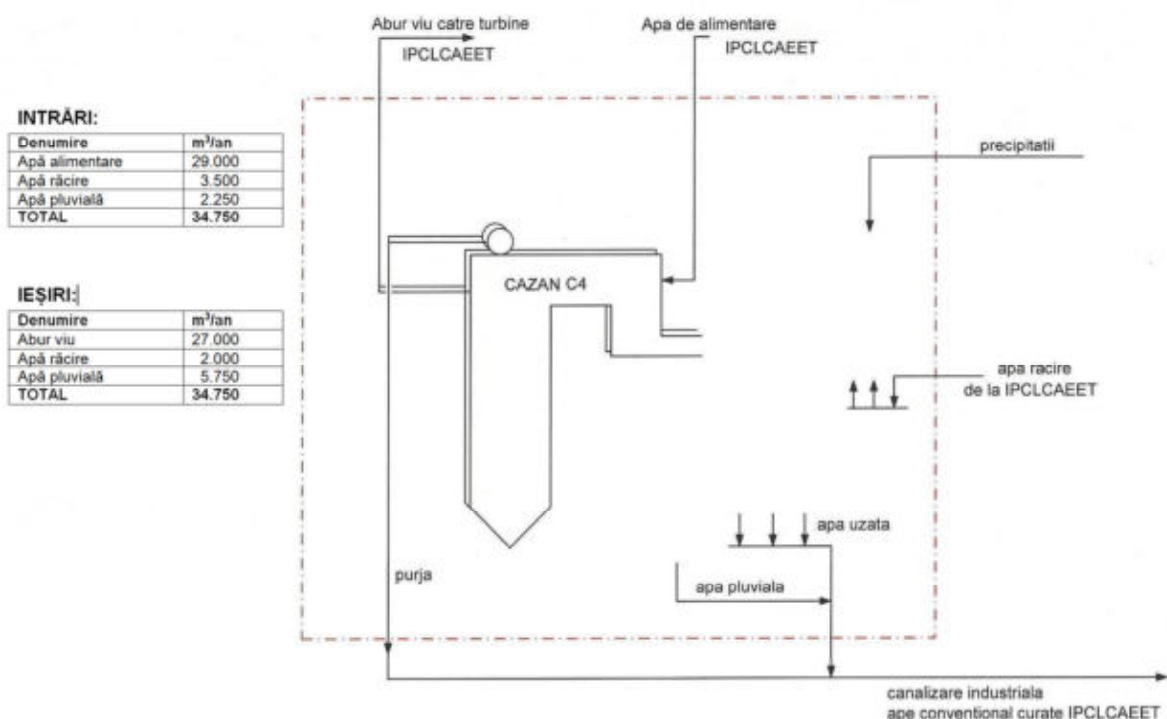 Abur viu catre turbine
IPCLCAEET
Apa de alimentare
IPCLCAEET
INTRĂRI:
Denumire m³/an
Apă alimentare 29.000
Apă răcire 3.500
Apă pluvială 2.250
TOTAL 34.750
precipitatii
CAZAN C4
IEȘIRI:
Denumire m³/an
Abur viu 27.000
Apă răcire 2.000
Apă pluvială 5.750
TOTAL 34.750
apa racire
de la IPCLCAEET
apa uzata
purja
apa pluviala
canalizare industriala
ape conventional curate IPCLCAEET